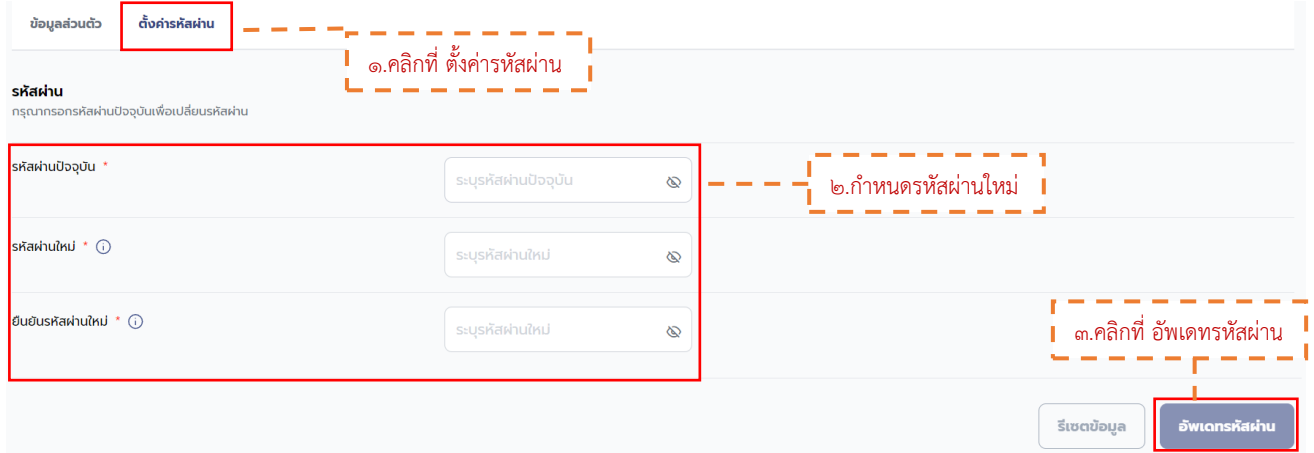 ข้อมูลส่วนตัว ตั้งค่ารหัสผ่าน
๑.คลิกที่ ตั้งค่ารหัสผ่าน
รหัสผ่าน
กรุณากรอกรหัสผ่านปัจจุบันเพื่อเปลี่ยนรหัสผ่าน
รหัสผ่านปัจจุบัน * ระบุรหัสผ่านปัจจุบัน
๒.กำหนดรหัสผ่านใหม่
รหัสผ่านใหม่ * ระบุรหัสผ่านใหม่
ยืนยันรหัสผ่านใหม่ * ระบุรหัสผ่านใหม่
๓.คลิกที่ อัพเดทรหัสผ่าน
รีเซตข้อมูล อัพเดทรหัสผ่าน